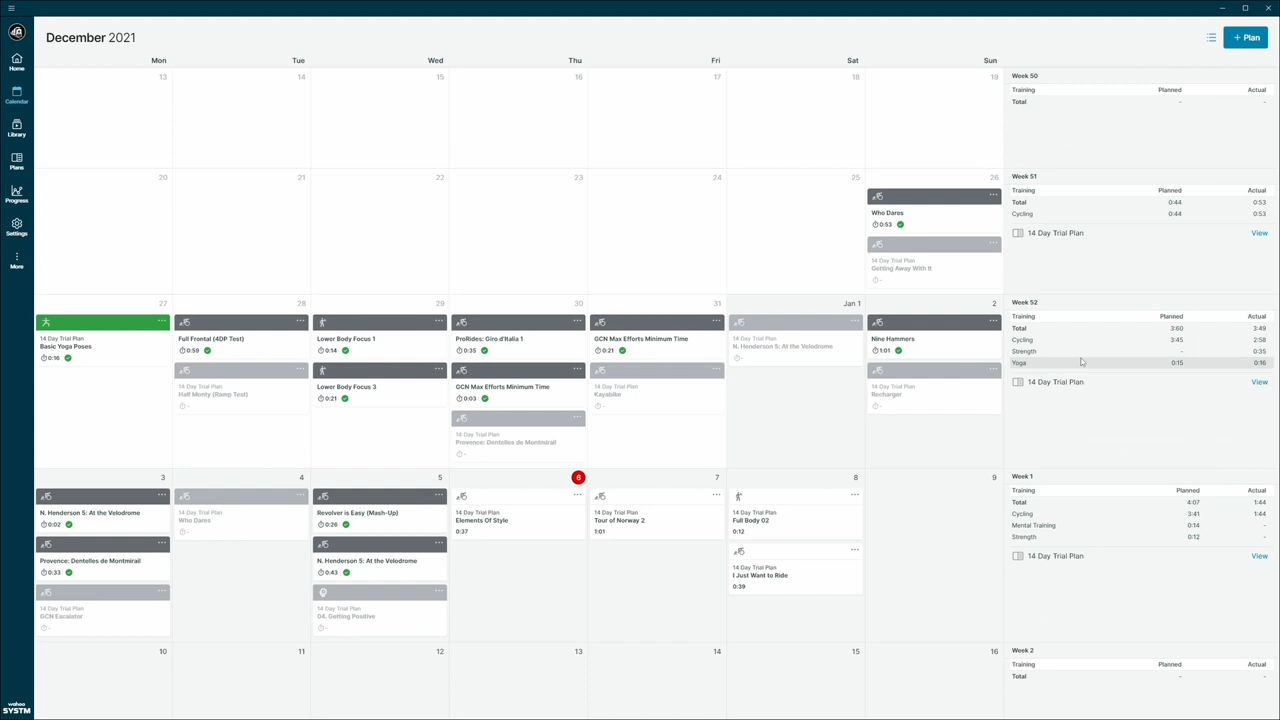 December 2021
+ Plan
Mon
Tue
Wed
Thu
Fri
Sat
Sun
Home
Calendar
Library
Plans
Progress
Settings
More
wahoo
SYSTM
13
14
15
16
17
18
19
Week 50
Training Planned Actual
Total - -
20
21
22
23
24
25
26
Who Dares
0:53
14 Day Trial Plan
Getting Away With It
-
Week 51
Training Planned Actual
Total 0:44 0:53
Cycling 0:44 0:53
14 Day Trial Plan View
27
14 Day Trial Plan
Basic Yoga Poses
0:16
28
Full Frontal (4DP Test)
0:59
14 Day Trial Plan
Half Monty (Ramp Test)
-
29
Lower Body Focus 1
0:14
Lower Body Focus 3
0:21
30
ProRides: Giro d'Italia 1
0:35
GCN Max Efforts Minimum Time
0:03
14 Day Trial Plan
Provence: Dentelles de Montmirail
-
31
GCN Max Efforts Minimum Time
0:21
14 Day Trial Plan
Kayabike
-
Jan 1
14 Day Trial Plan
N. Henderson 5: At the Velodrome
-
2
Nine Hammers
1:01
14 Day Trial Plan
Recharger
-
Week 52
Training Planned Actual
Total 3:60 3:49
Cycling 3:45 2:58
Strength - 0:35
Yoga 0:15 0:16
14 Day Trial Plan View
3
N. Henderson 5: At the Velodrome
0:02
Provence: Dentelles de Montmirail
0:33
14 Day Trial Plan
GCN Escalator
-
4
14 Day Trial Plan
Who Dares
-
5
Revolver is Easy (Mash-Up)
0:26
N. Henderson 5: At the Velodrome
0:43
14 Day Trial Plan
D4. Getting Positive
-
6
14 Day Trial Plan
Elements Of Style
0:37
7
14 Day Trial Plan
Tour of Norway 2
1:01
8
14 Day Trial Plan
Full Body 02
0:12
14 Day Trial Plan
I Just Want to Ride
0:39
9
Week 1
Training Planned Actual
Total 4:07 1:44
Cycling 3:41 1:44
Mental Training 0:14 -
Strength 0:12 -
14 Day Trial Plan View
10
11
12
13
14
15
16
Week 2
Training Planned Actual
Total - -